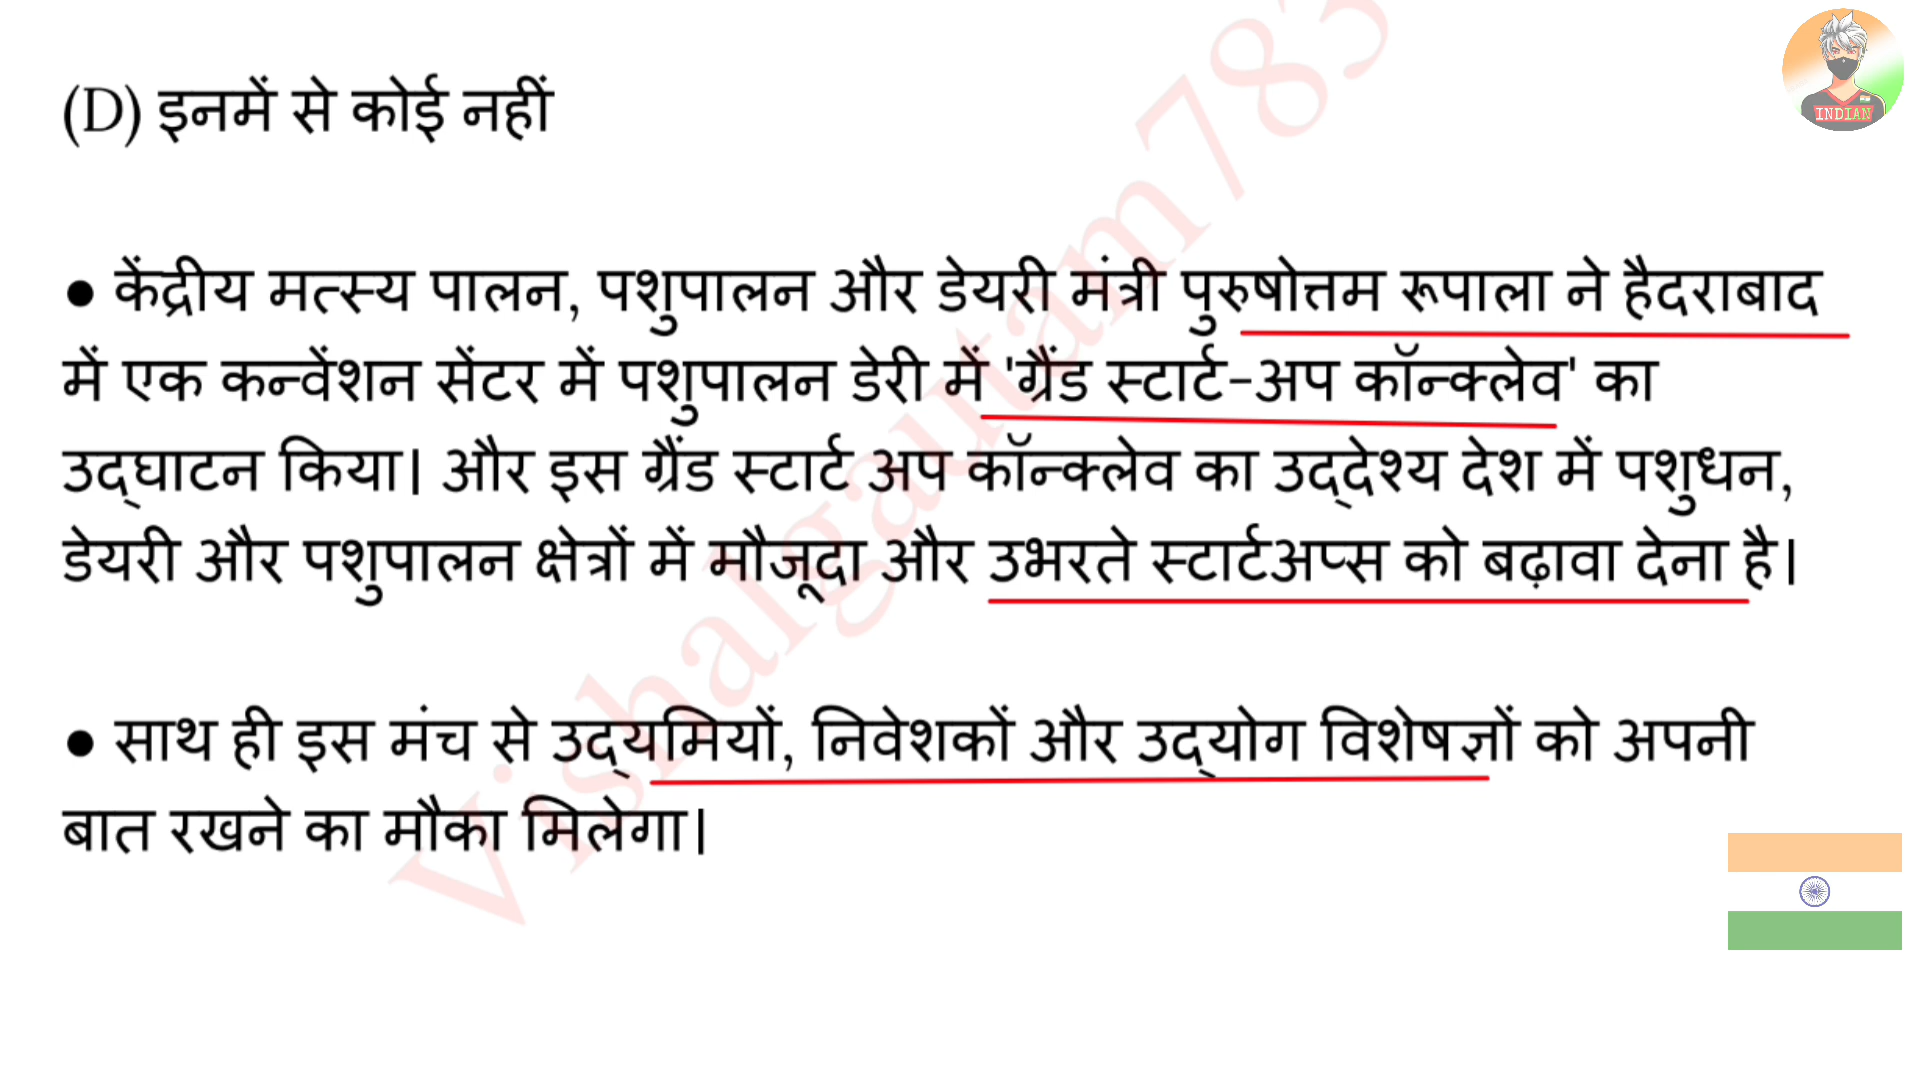 (D) इनमें से कोई नहीं
● केंद्रीय मत्स्य पालन, पशुपालन और डेयरी मंत्री पुरुषोत्तम रूपाला ने हैदराबाद
में एक कन्वेंशन सेंटर में पशुपालन डेरी में 'ग्रैंड स्टार्ट-अप कॉन्क्लेव' का
उद्घाटन किया। और इस ग्रैंड स्टार्ट अप कॉन्क्लेव का उद्देश्य देश में पशुधन,
डेयरी और पशुपालन क्षेत्रों में मौजूदा और उभरते स्टार्टअप्स को बढ़ावा देना है।
● साथ ही इस मंच से उद्यमियों, निवेशकों और उद्योग विशेषज्ञों को अपनी
बात रखने का मौका मिलेगा।
Vishalgautam783
INDIAN